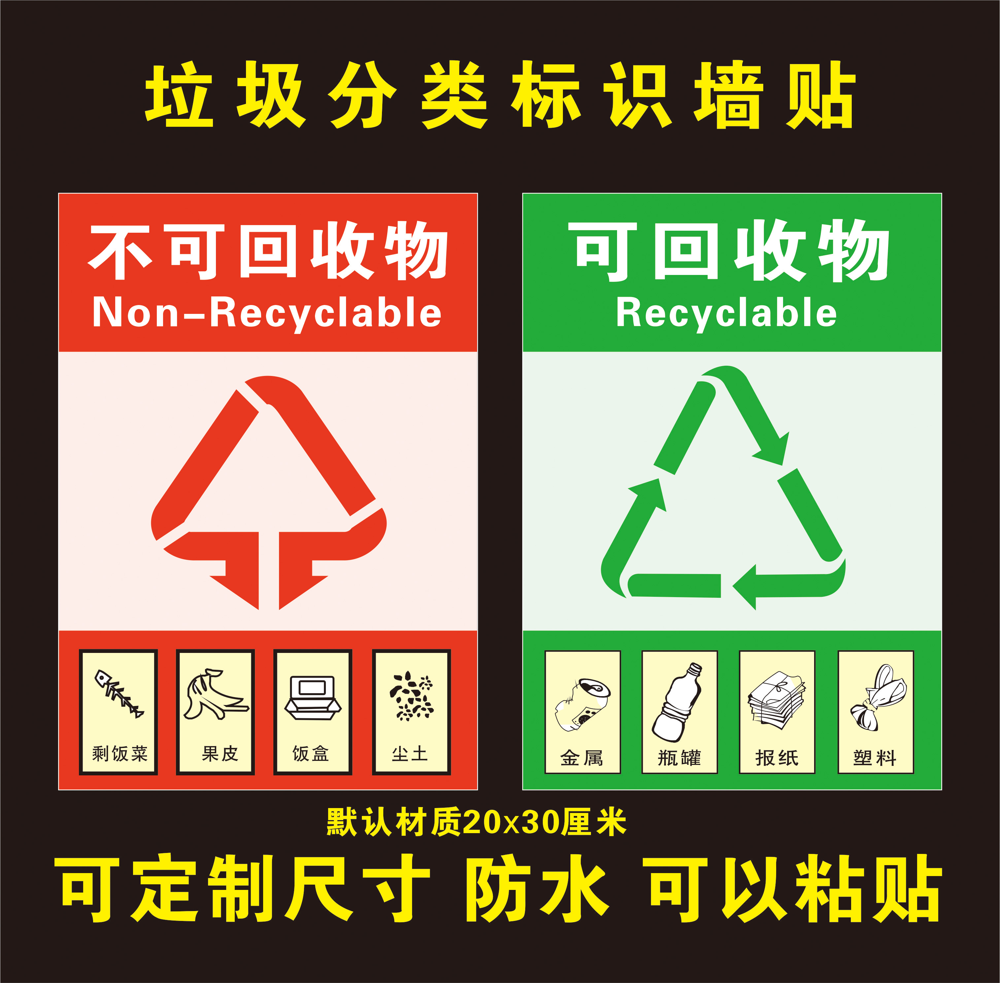 垃圾分类标识墙贴
不可回收物
Non-Recyclable
剩饭菜
果皮
饭盒
尘土
可回收物
Recyclable
金属
瓶罐
报纸
塑料
默认材质20x30厘米
可定制尺寸 防水 可以粘贴